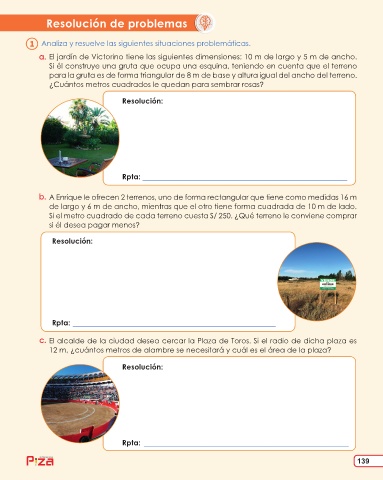 Resolución de problemas
1 Analiza y resuelve las siguientes situaciones problemáticas.
a. El jardín de Victorino tiene las siguientes dimensiones: 10 m de largo y 5 m de ancho.
Si él construye una gruta que ocupa una esquina, teniendo en cuenta que el terreno
para la gruta es de forma triangular de 8 m de base y altura igual del ancho del terreno.
¿Cuántos metros cuadrados le quedan para sembrar rosas?
Resolución:
Rpta:
b. A Enrique le ofrecen 2 terrenos, uno de forma rectangular que tiene como medidas 16 m
de largo y 6 m de ancho, mientras que el otro tiene forma cuadrada de 10 m de lado.
Si el metro cuadrado de cada terreno cuesta S/ 250. ¿Qué terreno le conviene comprar
si él desea pagar menos?
Resolución:
Rpta:
c. El alcalde de la ciudad desea cercar la Plaza de Toros. Si el radio de dicha plaza es
12 m, ¿cuántos metros de alambre se necesitará y cuál es el área de la plaza?
Resolución:
Rpta:
Pza
139